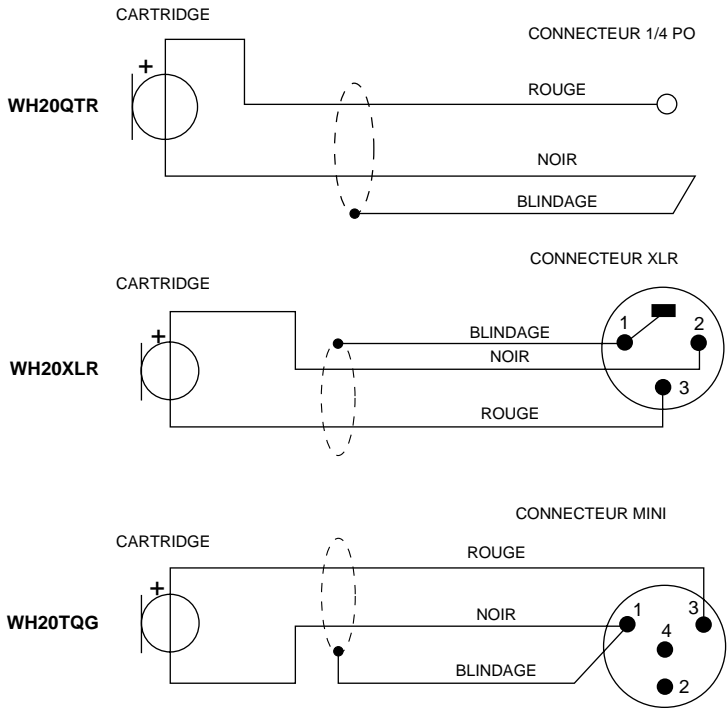 CARTRIDGE
CONNECTEUR 1/4 PO
+
ROUGE
WH20QTR
NOIR
BLINDAGE
CONNECTEUR XLR
CARTRIDGE
+
BLINDAGE
1
2
NOIR
WH20XLR
3
ROUGE
CONNECTEUR MINI
CARTRIDGE
ROUGE
+
NOIR
1
3
WH20TQG
4
BLINDAGE
2